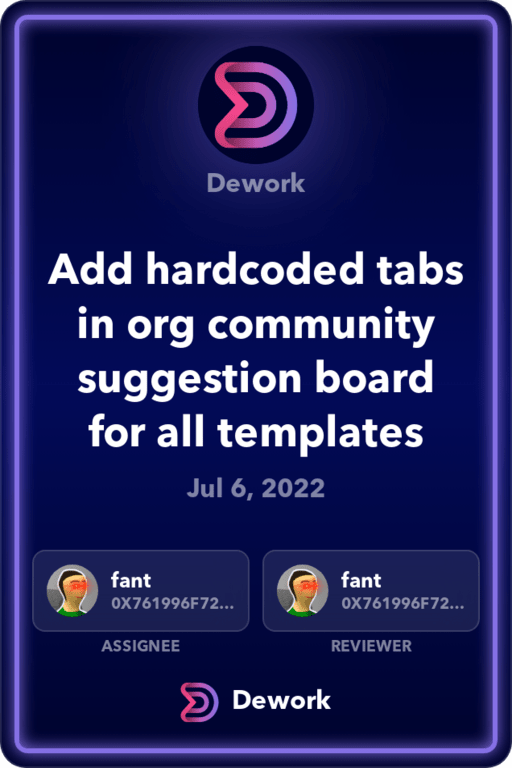 Dework
Add hardcoded tabs
in org community
suggestion board
for all templates
Jul 6, 2022
fant
0X761996F72...
ASSIGNEE
fant
0X761996F72...
REVIEWER
Dework